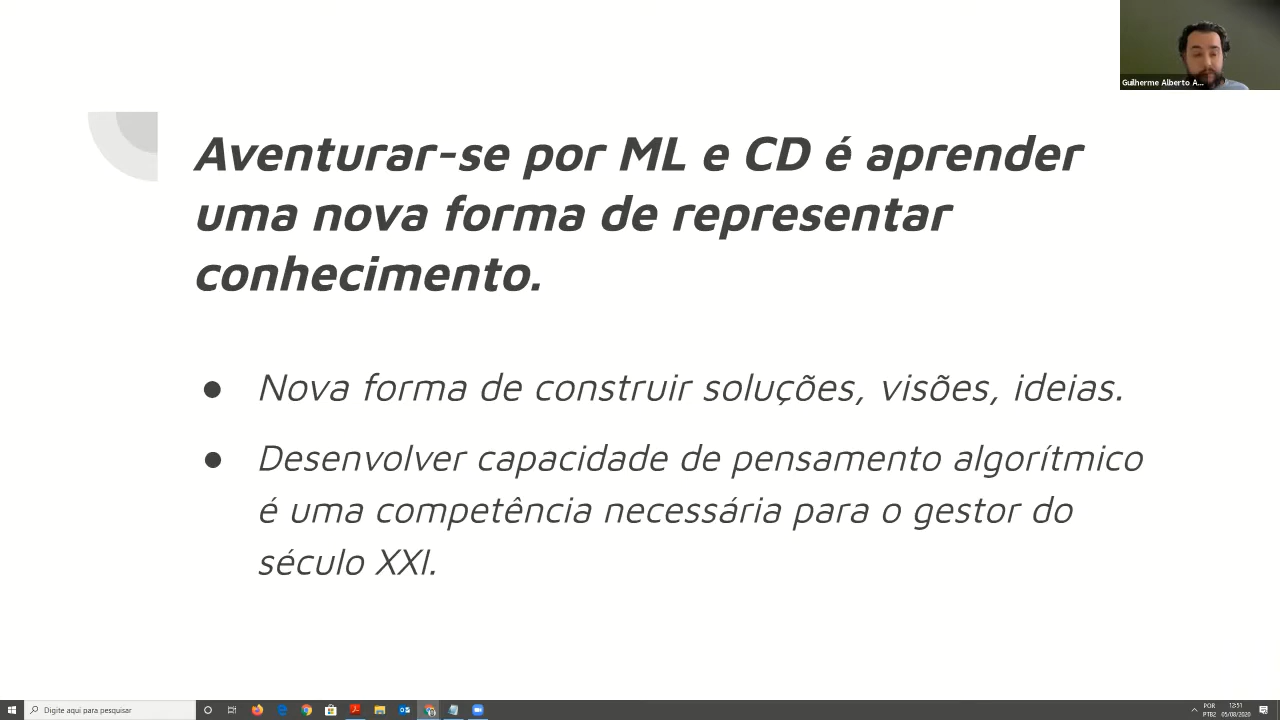 Guilherme Alberto A...
Aventurar-se por ML e CD é aprender
uma nova forma de representar
conhecimento.
● Nova forma de construir soluções, visões, ideias.
● Desenvolver capacidade de pensamento algorítmico
é uma competência necessária para o gestor do
século XXI.
Digite aqui para pesquisar
POR
PTB2
13:51
05/08/2020